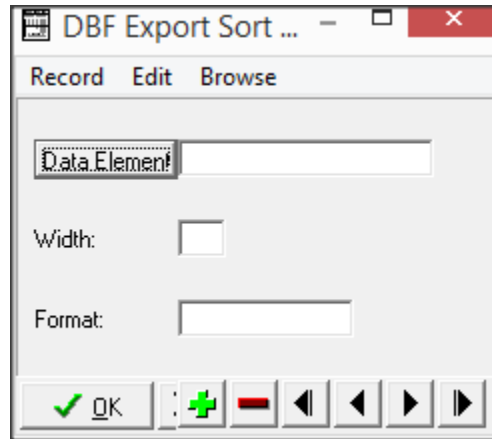 DBF Export Sort ...
Record Edit Browse
Data Element
Width:
Format:
OK